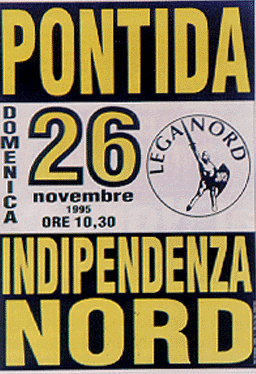 PONTIDA
DOMENICA
26
novembre
1995
ORE 10,30
LEGA NORD
INDIPENDENZA
NORD